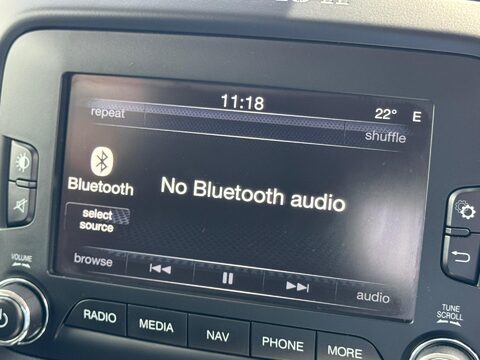 11:18
22° E
repeat
shuffle
Bluetooth
No Bluetooth audio
select
source
browse
audio
VOLUME
TUNE
SCROLL
RADIO
MEDIA
NAV
PHONE
MORE